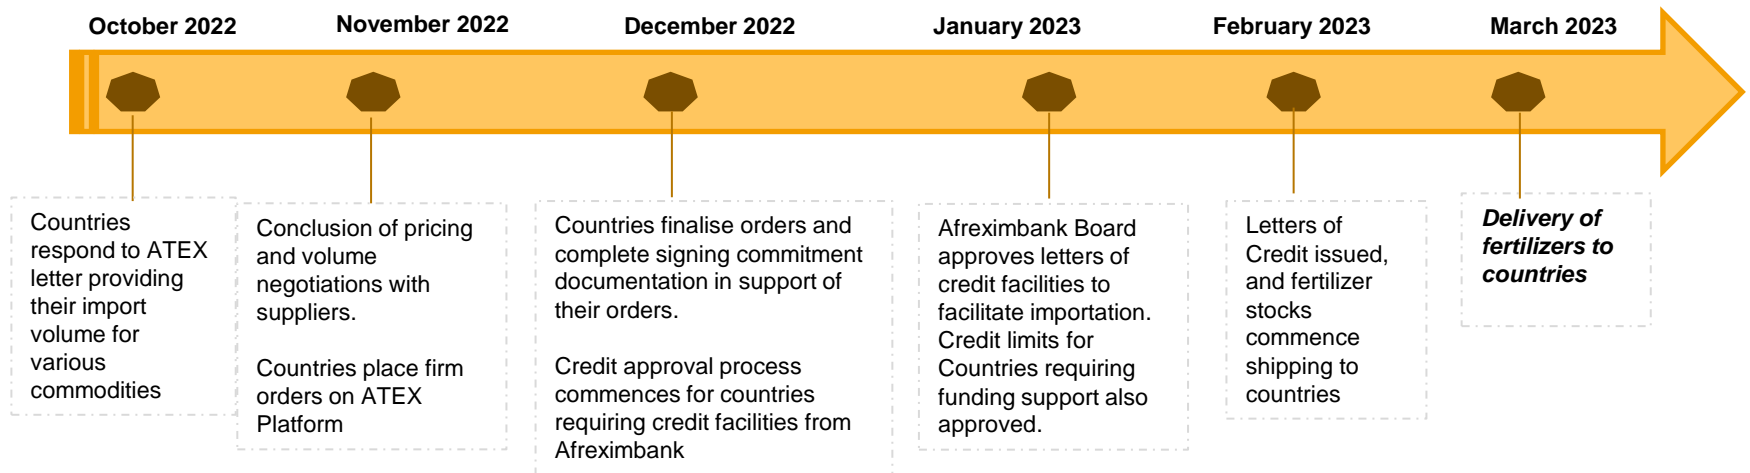 October 2022
November 2022
December 2022
January 2023
February 2023
March 2023
Countries
respond to ATEX
letter providing
their import
volume for
various
commodities
Conclusion of pricing
and volume
negotiations with
suppliers.
Countries place firm
orders on ATEX
Platform
Countries finalise orders and
complete signing commitment
documentation in support of
their orders.
Credit approval process
commences for countries
requiring credit facilities from
Afreximbank
Afreximbank Board
approves letters of
credit facilities to
facilitate importation.
Credit limits for
Countries requiring
funding support also
approved.
Letters of
Credit issued,
and fertilizer
stocks
commence
shipping to
countries
Delivery of
fertilizers to
countries